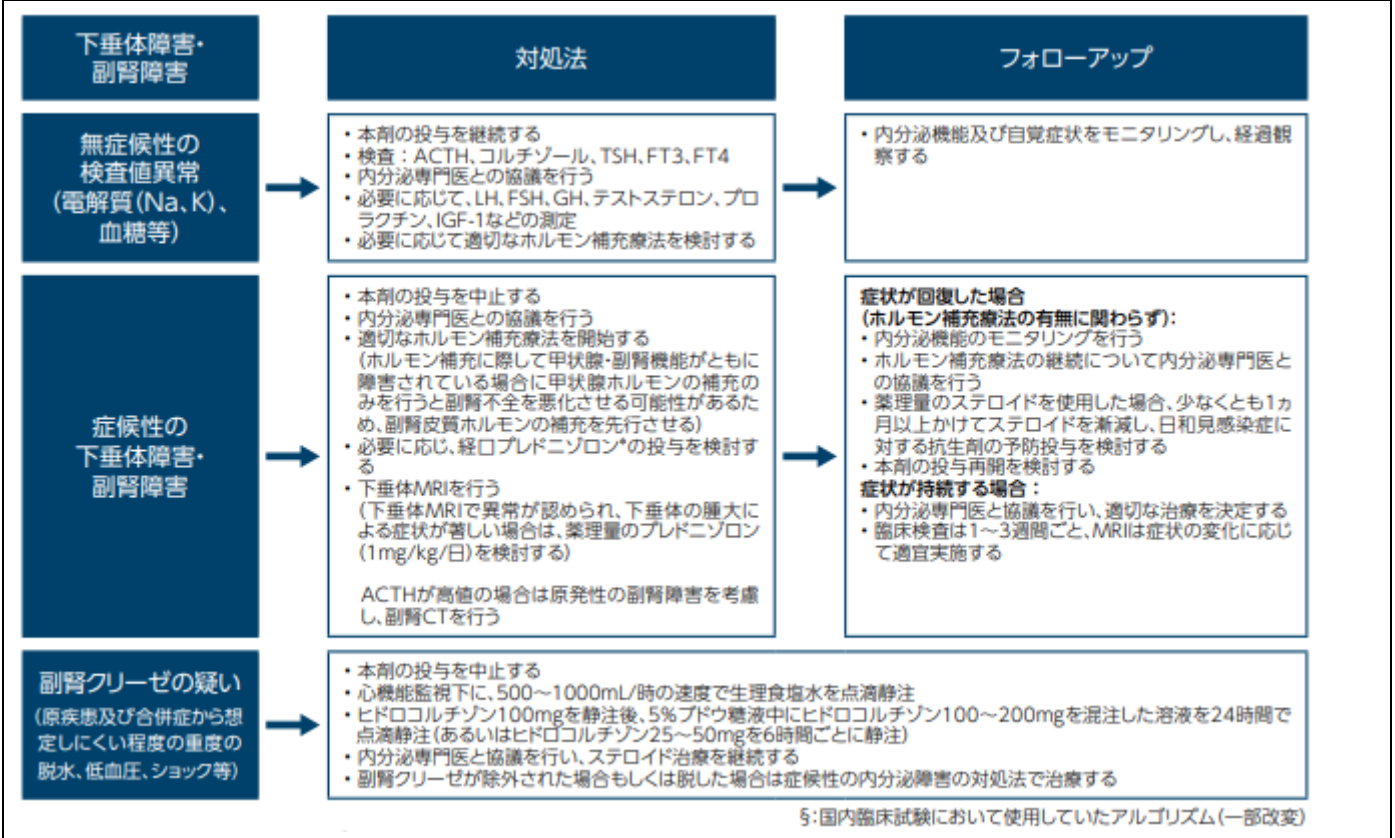 下垂体障害・
副腎障害
対処法
フォローアップ
無症候性の
検査値異常
(電解質(Na、K)、
血糖等)
・本剤の投与を継続する
・検査：ACTH、コルチゾール、TSH、FT3、FT4
・内分泌専門医との協議を行う
・必要に応じて、LH、FSH、GH、テストステロン、プロ
ラクチン、IGF-1などの測定
・必要に応じて適切なホルモン補充療法を検討する
・内分泌機能及び自覚症状をモニタリングし、経過観
察する
症候性の
下垂体障害・
副腎障害
・本剤の投与を中止する
・内分泌専門医との協議を行う
・適切なホルモン補充療法を開始する
(ホルモン補充に際して甲状腺・副腎機能がともに
障害されている場合に甲状腺ホルモンの補充の
みを行うと副腎不全を悪化させる可能性があるた
め、副腎皮質ホルモンの補充を先行させる)
・必要に応じ、経口プレドニゾロン*の投与を検討す
る
・下垂体MRIを行う
(下垂体MRIで異常が認められ、下垂体の腫大に
よる症状が著しい場合は、薬理量のプレドニゾロン
(1mg/kg/日)を検討する)
ACTHが高値の場合は原発性の副腎障害を考慮
し、副腎CTを行う
症状が回復した場合
(ホルモン補充療法の有無に関わらず)：
・内分泌機能のモニタリングを行う
・ホルモン補充療法の継続について内分泌専門医と
の協議を行う
・薬理量のステロイドを使用した場合、少なくとも1ヵ
月以上かけてステロイドを漸減し、日和見感染症に
対する抗生剤の予防投与を検討する
・本剤の投与再開を検討する
症状が持続する場合：
・内分泌専門医と協議を行い、適切な治療を決定する
・臨床検査は1～3週間ごと、MRIは症状の変化に応じ
て適宜実施する
副腎クリーゼの疑い
(原疾患及び合併症から想
定しにくい程度の重度の
脱水、低血圧、ショック等)
・本剤の投与を中止する
・心機能監視下に、500～1000mL/時の速度で生理食塩水を点滴静注
・ヒドロコルチゾン100mgを静注後、5%ブドウ糖液中にヒドロコルチゾン100～200mgを混注した溶液を24時間で
点滴静注(あるいはヒドロコルチゾン25～50mgを6時間ごとに静注)
・内分泌専門医と協議を行い、ステロイド治療を継続する
・副腎クリーゼが除外された場合もしくは脱した場合は症候性の内分泌障害の対処法で治療する
§：国内臨床試験において使用していたアルゴリズム(一部改変)